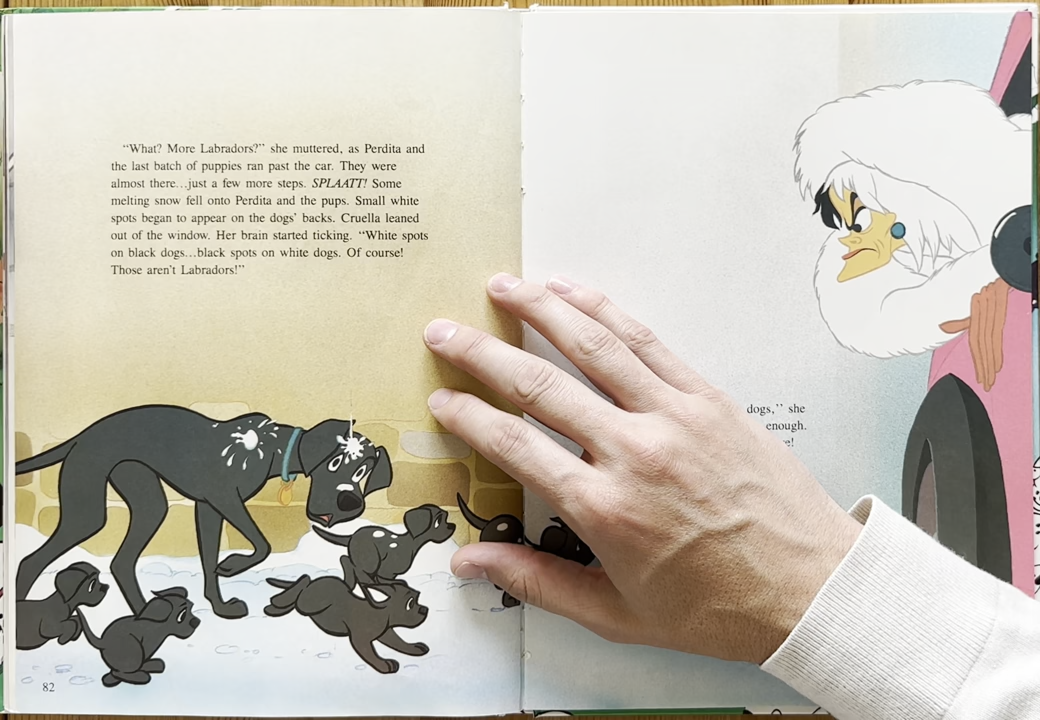 “What? More Labradors?” she muttered, as Perdita and
the last batch of puppies ran past the car. They were
almost there...just a few more steps. SPLAATT! Some
melting snow fell onto Perdita and the pups. Small white
spots began to appear on the dogs’ backs. Cruella leaned
out of the window. Her brain started ticking. “White spots
on black dogs...black spots on white dogs. Of course!
Those aren’t Labradors!”
82
dogs,” she
enough.